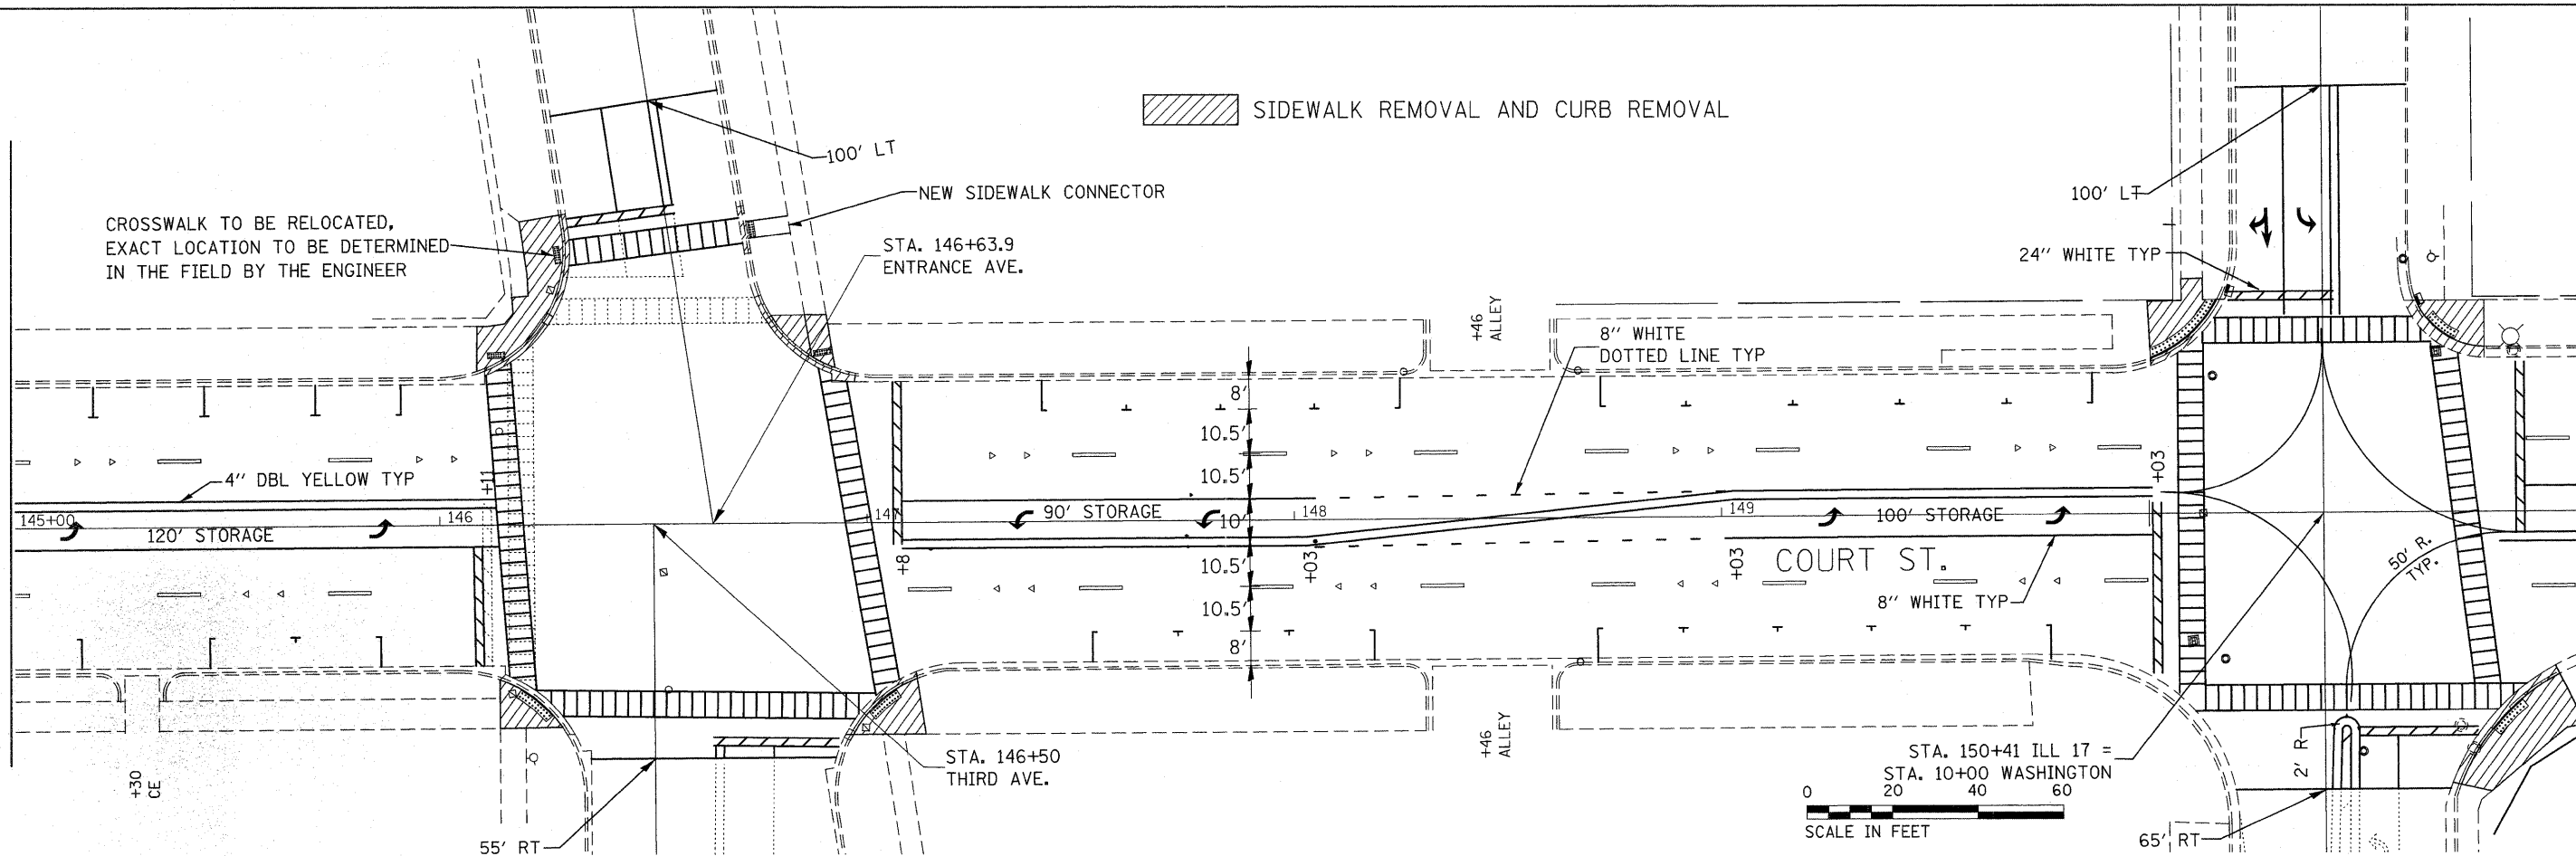 SIDEWALK REMOVAL AND CURB REMOVAL
100' LT
NEW SIDEWALK CONNECTOR
CROSSWALK TO BE RELOCATED,
EXACT LOCATION TO BE DETERMINED
IN THE FIELD BY THE ENGINEER
STA. 146+63.9
ENTRANCE AVE.
100' LT
24" WHITE TYP
+46
ALLEY
8" WHITE
DOTTED LINE TYP
8'
10.5'
10.5'
10'
10.5'
10.5'
8'
4" DBL YELLOW TYP
145+00
146
147
148
149
120' STORAGE
90' STORAGE
100' STORAGE
+8
+03
+03
+03
COURT ST.
8" WHITE TYP
50' R.
TYP.
+30
CE
55' RT
STA. 146+50
THIRD AVE.
+46
ALLEY
STA. 150+41 ILL 17 =
STA. 10+00 WASHINGTON
0 20 40 60
SCALE IN FEET
2' R
65' RT